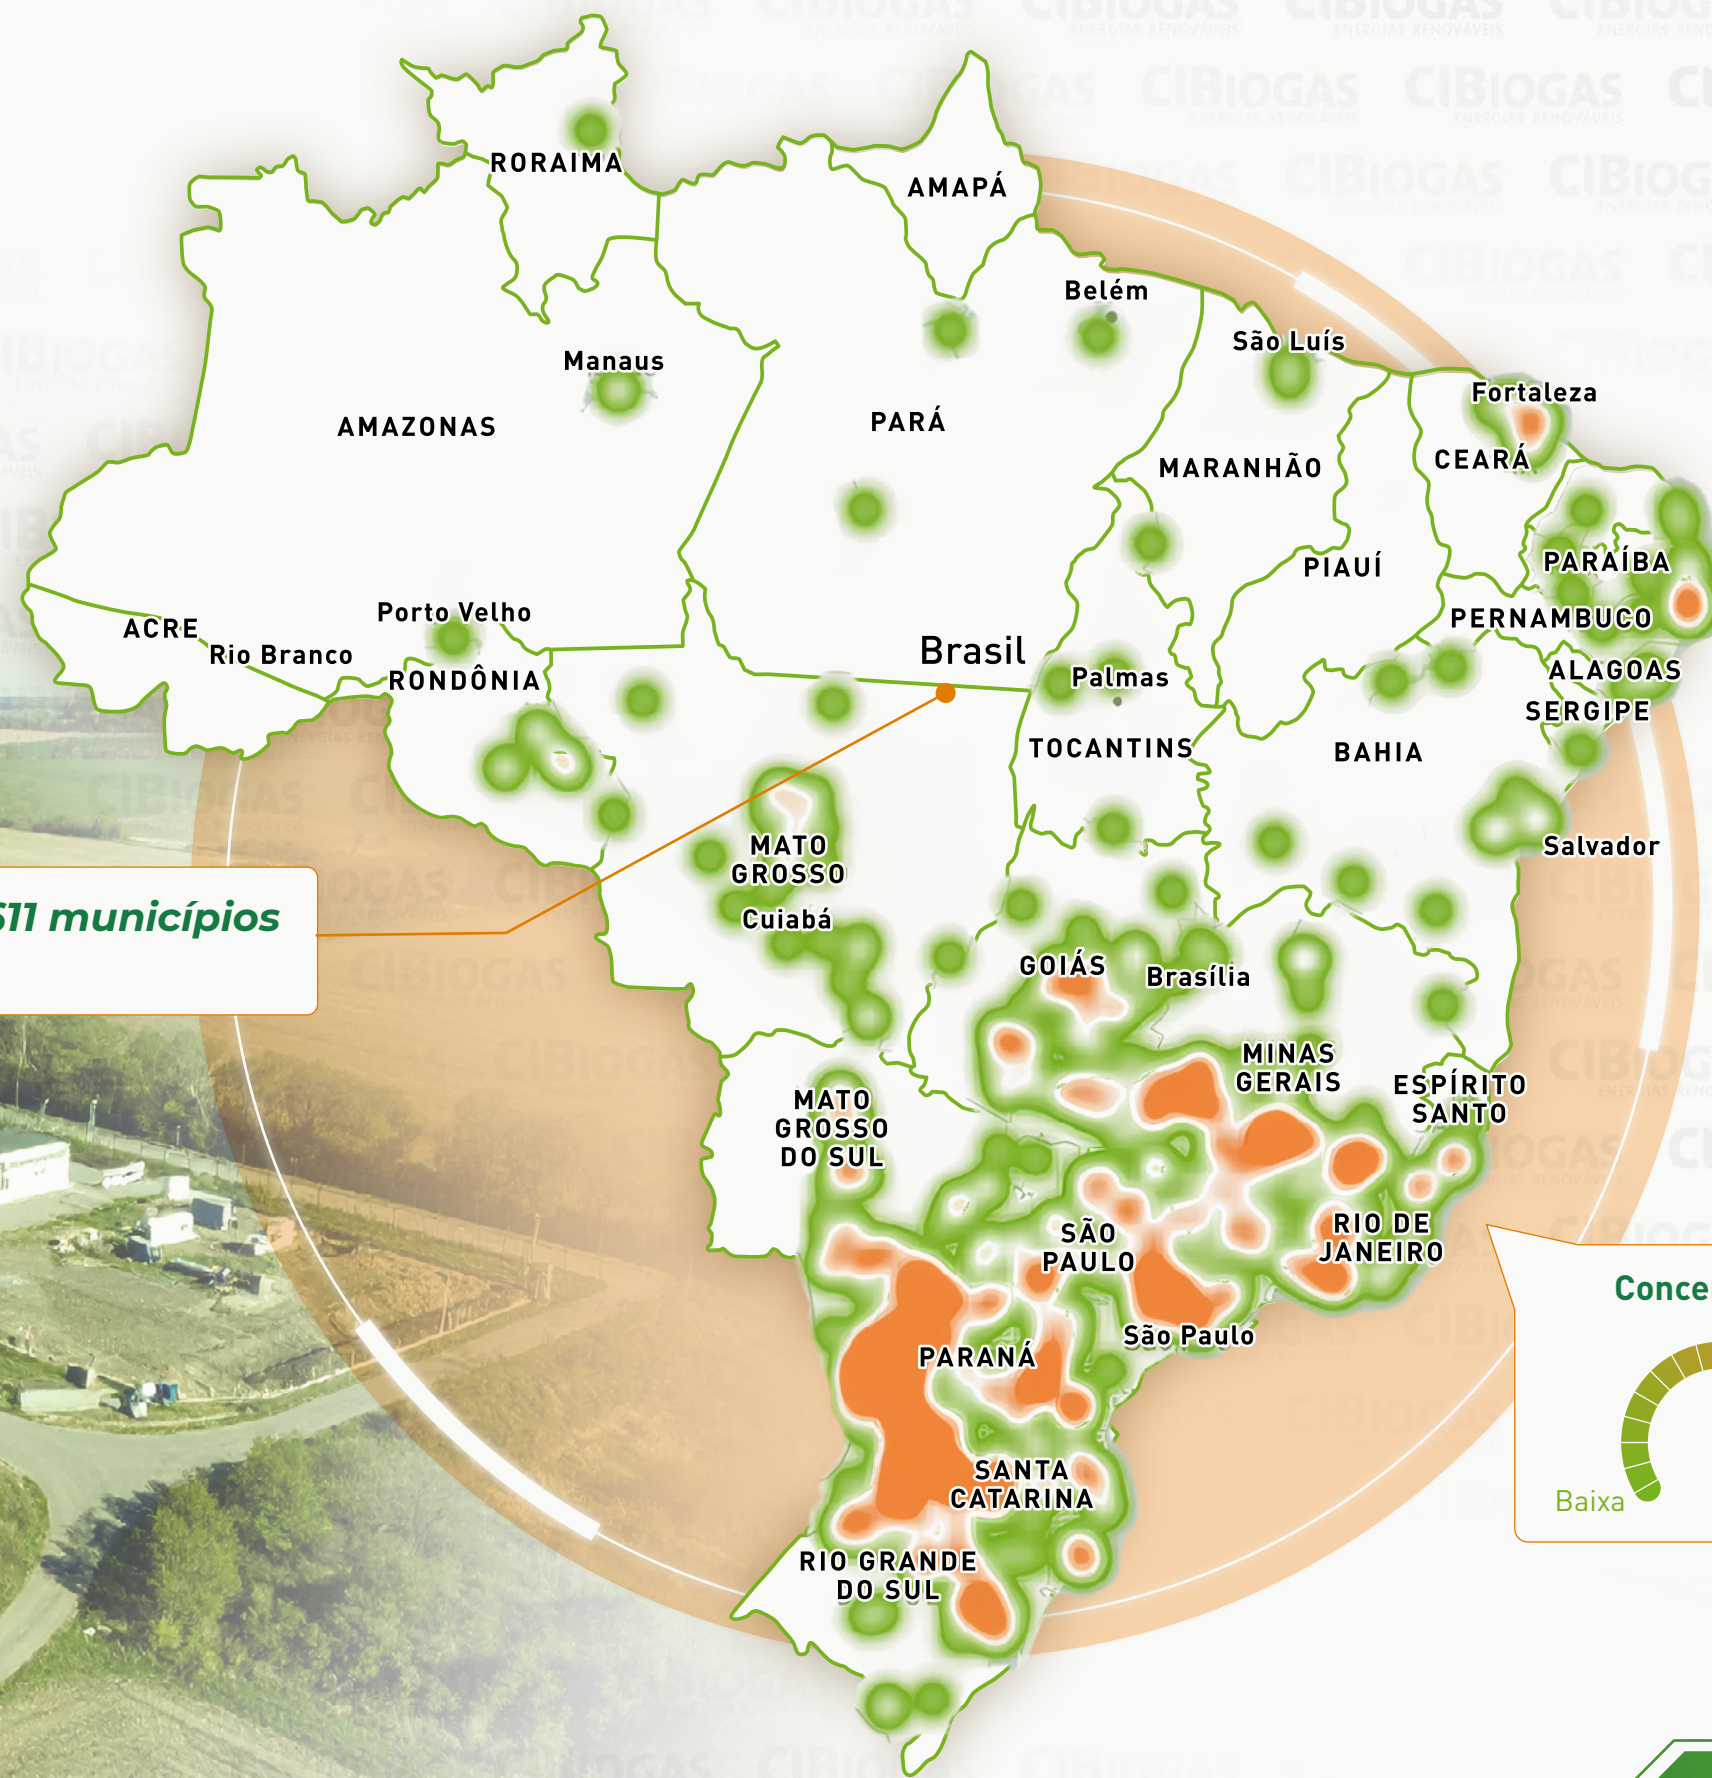 CIBIOGAS
ENERGIAS RENOVÁVEIS
RORAIMA
AMAPÁ
Belém
São Luís
Manaus
Fortaleza
AMAZONAS
PARÁ
CEARÁ
MARANHÃO
PARAÍBA
PIAUÍ
Porto Velho
PERNAMBUCO
ACRE
Rio Branco
Brasil
RONDÔNIA
Palmas
ALAGOAS
SERGIPE
TOCANTINS
BAHIA
MATO
GROSSO
Salvador
Cuiabá
municípios
GOIÁS
Brasília
MINAS
GERAIS
ESPÍRITO
SANTO
MATO
GROSSO
DO SUL
RIO DE
JANEIRO
SÃO
PAULO
Conce
São Paulo
PARANÁ
SANTA
CATARINA
Baixa
RIO GRANDE
DO SUL